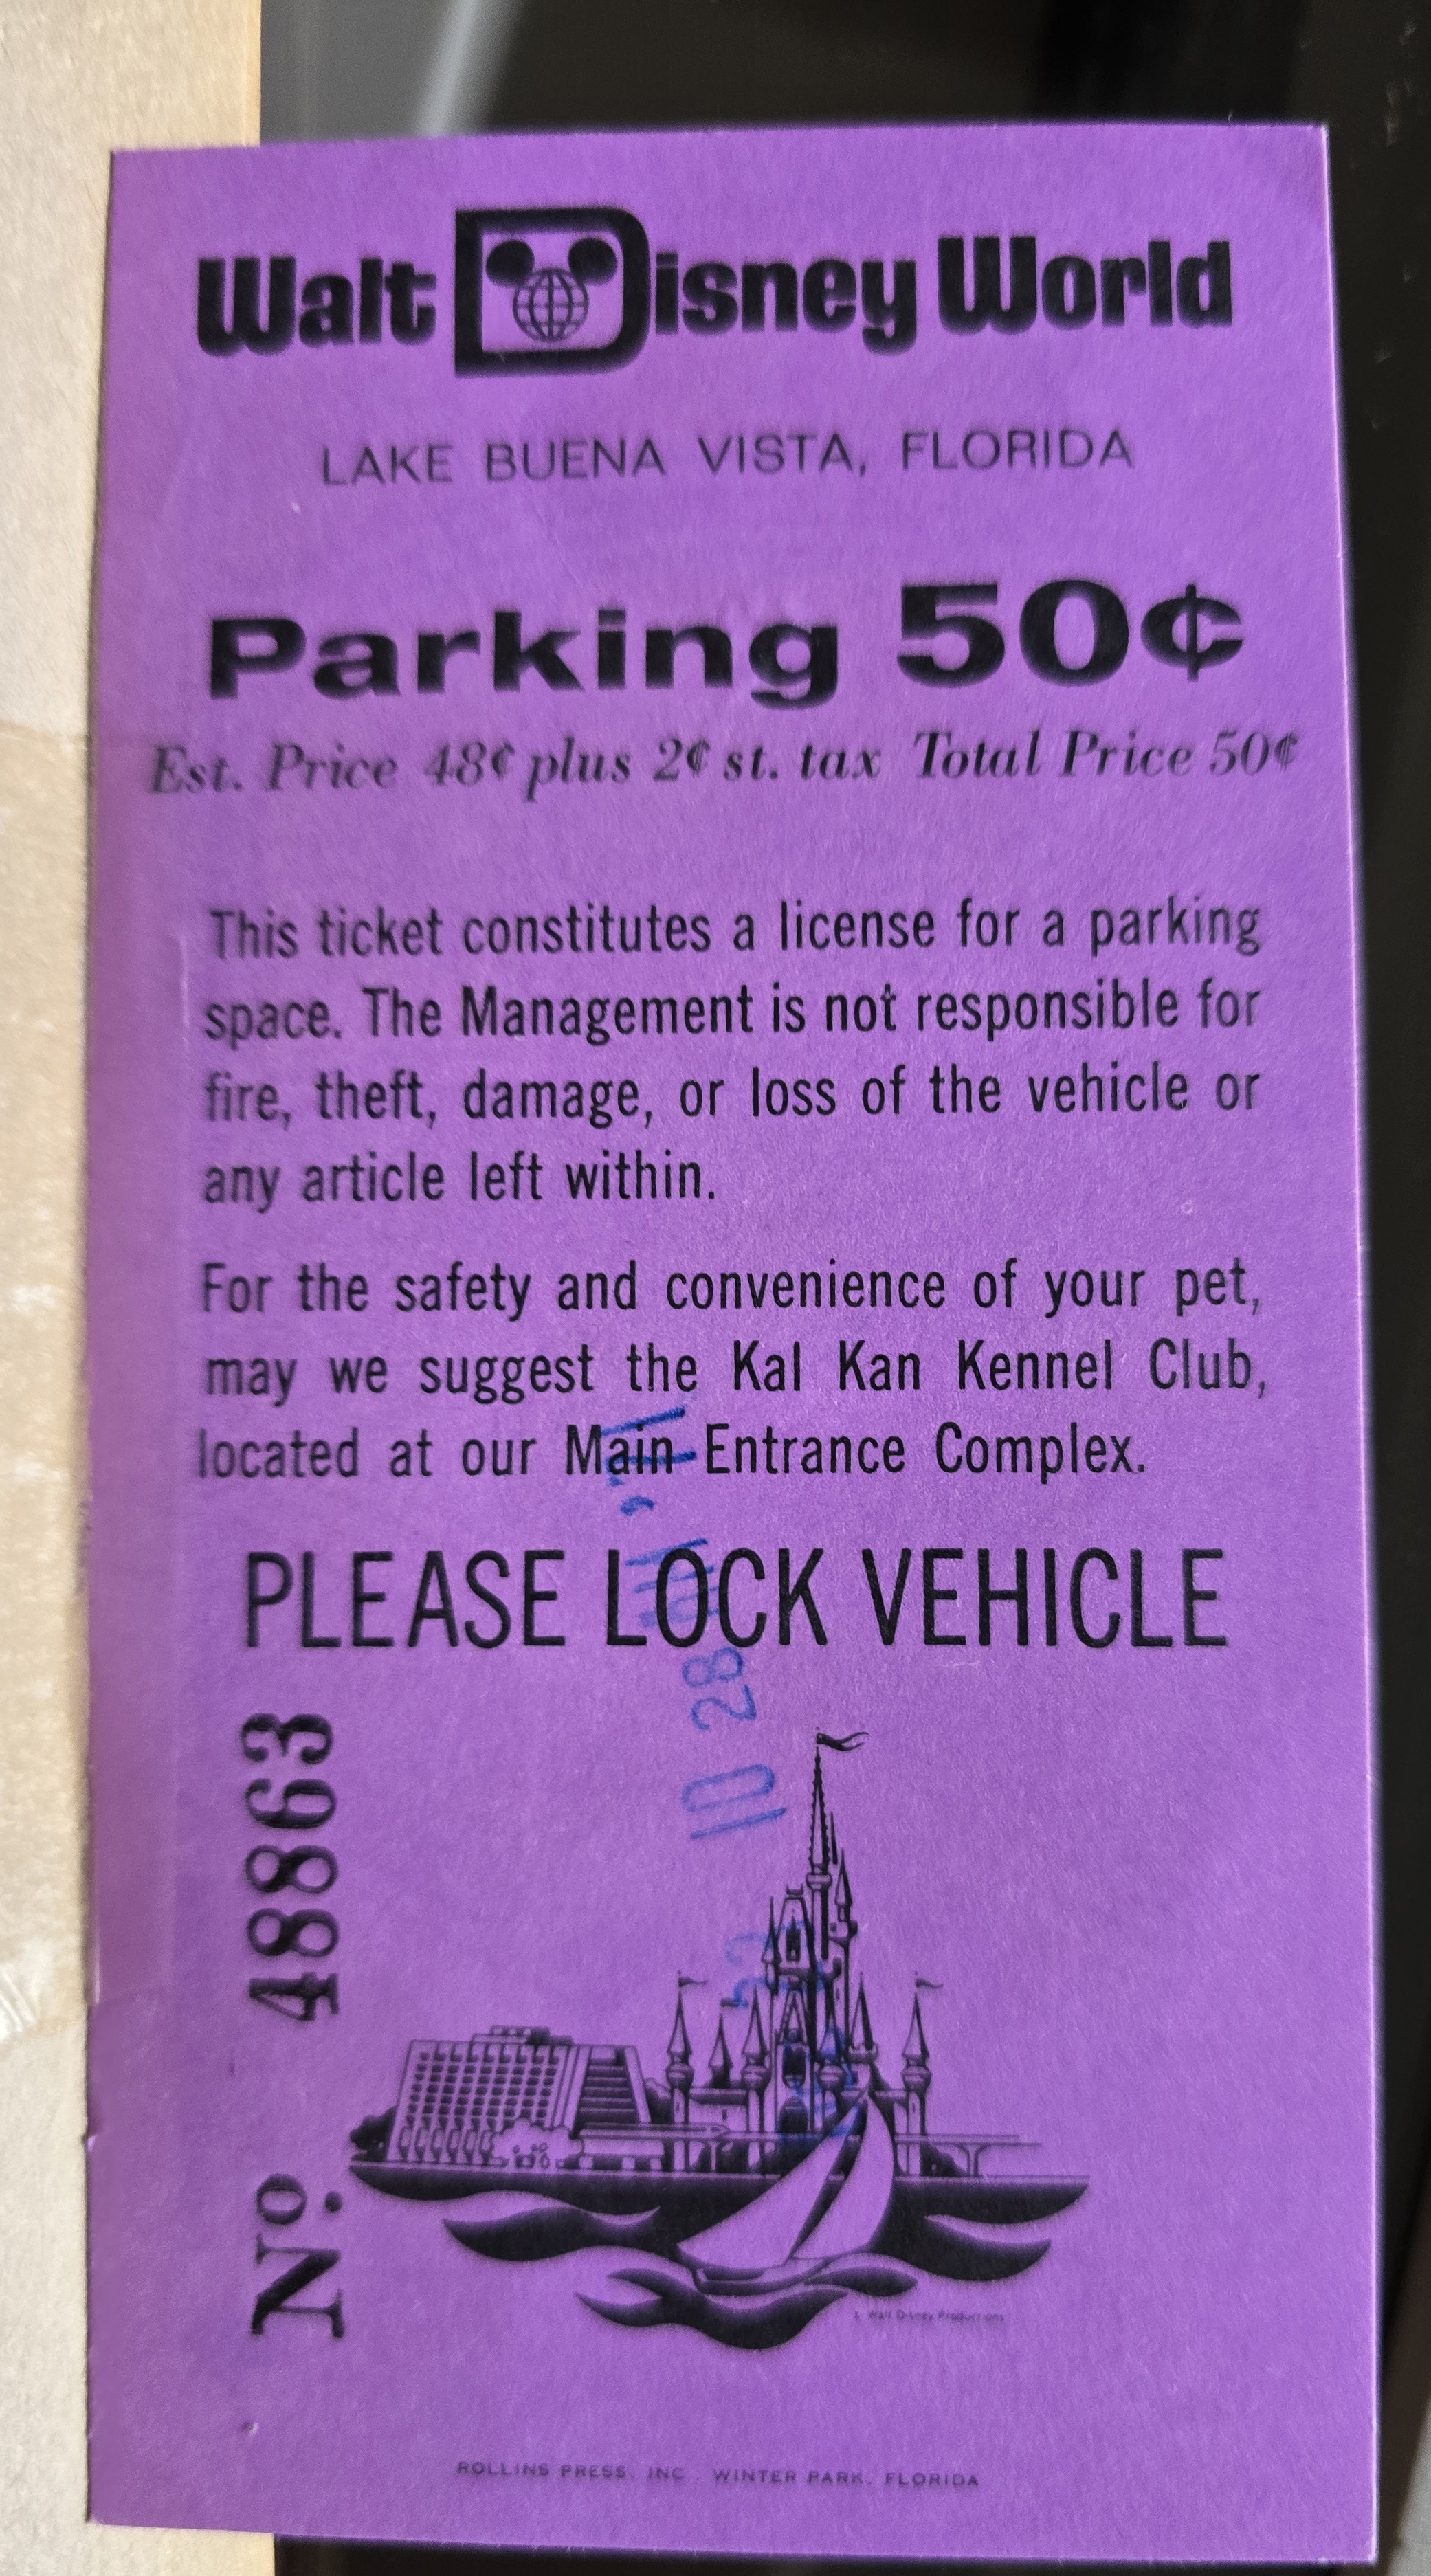 Walt Disney World
LAKE BUENA VISTA, FLORIDA
Parking 50¢
Est. Price 48¢ plus 2¢ st. tax Total Price 50¢
This ticket constitutes a license for a parking
space. The Management is not responsible for
fire, theft, damage, or loss of the vehicle or
any article left within.
For the safety and convenience of your pet,
may we suggest the Kal Kan Kennel Club,
located at our Main Entrance Complex.
PLEASE LOCK VEHICLE
No. 48863
10 28
Walt Disney Productions
ROLLINS PRESS, INC. WINTER PARK, FLORIDA